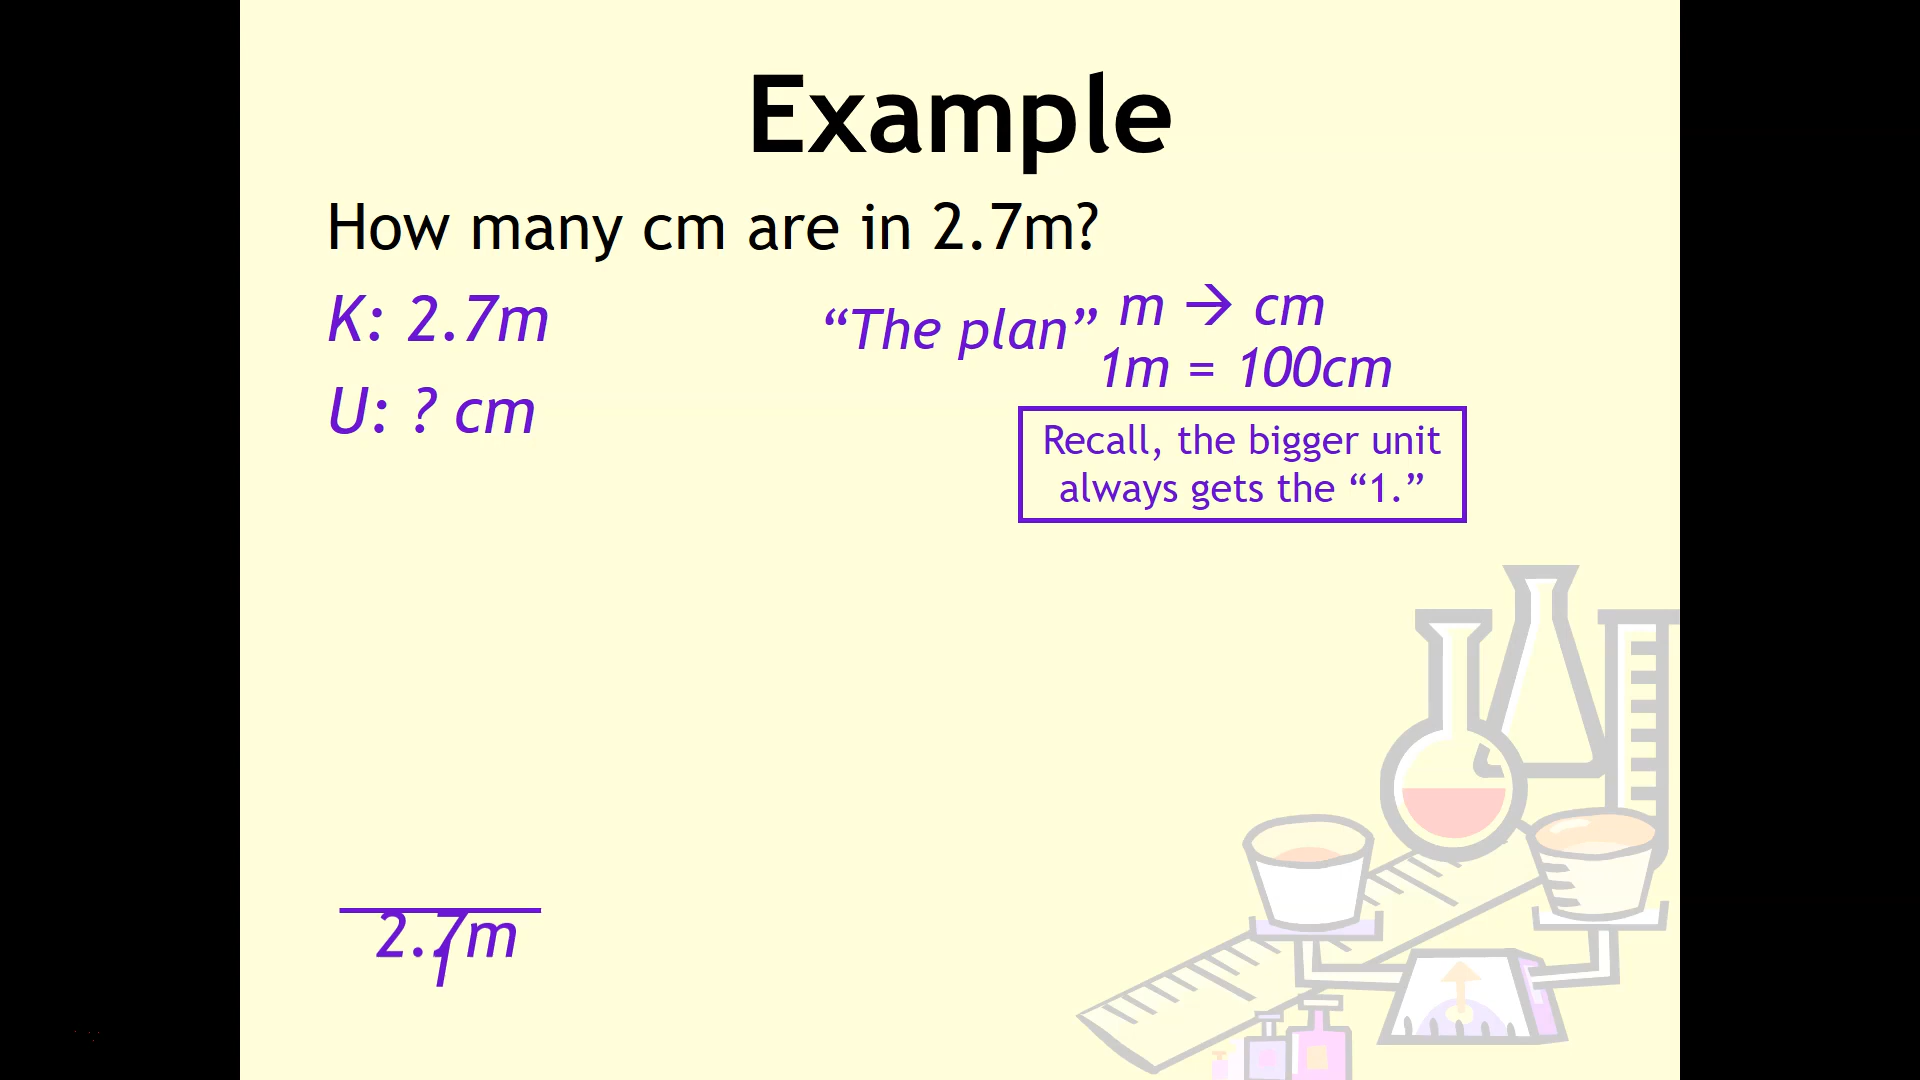 Example
How many cm are in 2.7m?
K: 2.7m
“The plan”
m → cm
1m = 100cm
U: ? cm
Recall, the bigger unit
always gets the “1.”
2.7m
1